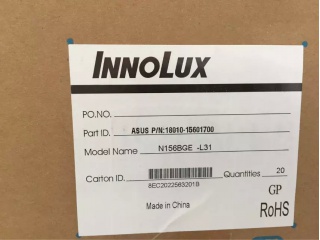 INNOLUX
PO.NO.
Part ID. ASUS P/N:18010-15601700
Model Name N156BGE -L31
Carton ID. Quantities 20
8EC2022563201B
GP
Made in China
RoHS